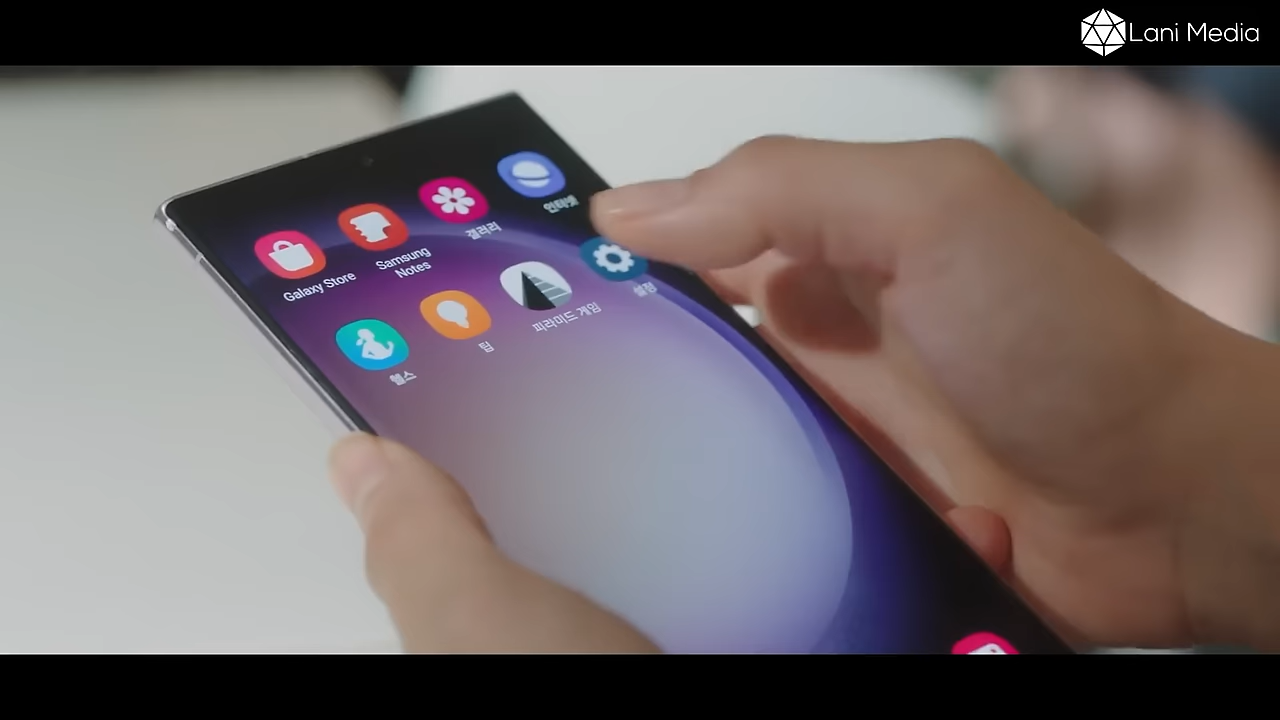 Lani Media
Galaxy Store
Samsung
Notes
갤러리
인터넷
헬스
팁
피라미드 게임
설정